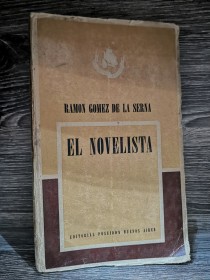 RAMON GOMEZ DE LA SERNA
EL NOVELISTA
EDITORIAL POSEIDON BUENOS AIRES